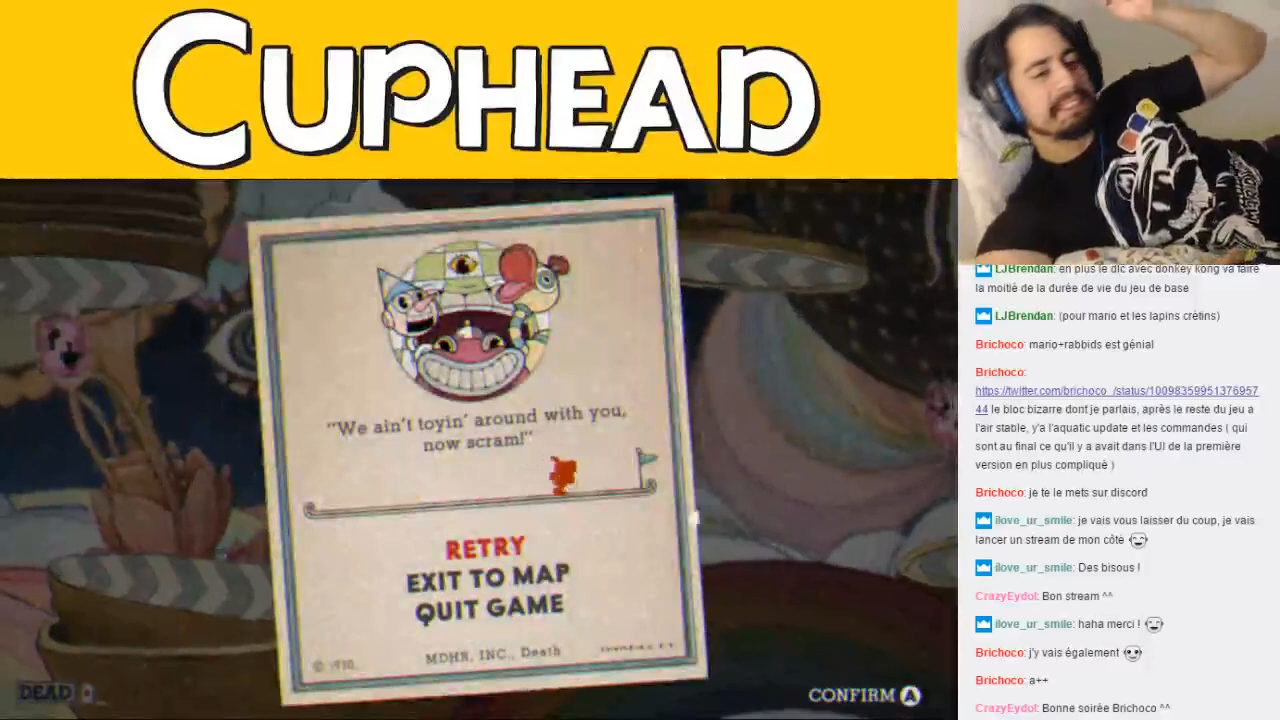 CUPHEAD
"We ain't toyin' around with you,
now scram!"
RETRY
EXIT TO MAP
QUIT GAME
© 1930
MDHR, INC., Death
DEAD
CONFIRM A
LJBrendan: en plus le dlc avec donkey kong va faire
la moitié de la durée de vie du jeu de base
LJBrendan: (pour mario et les lapins crétins)
Brichoco: mario+rabbids est génial
Brichoco:
https://twitter.com/brichoco_/status/10098359951376957
44 le bloc bizarre dont je parlais, après le reste du jeu a
l'air stable, y'a l'aquatic update et les commandes ( qui
sont au final ce qu'il y a avait dans l'UI de la première
version en plus compliqué )
Brichoco: je te le mets sur discord
ilove_ur_smile: je vais vous laisser du coup, je vais
lancer un stream de mon côté
ilove_ur_smile: Des bisous !
CrazyEydol: Bon stream ^^
ilove_ur_smile: haha merci !
Brichoco: j'y vais également
Brichoco: a++
CrazyEydol: Bonne soirée Brichoco ^^